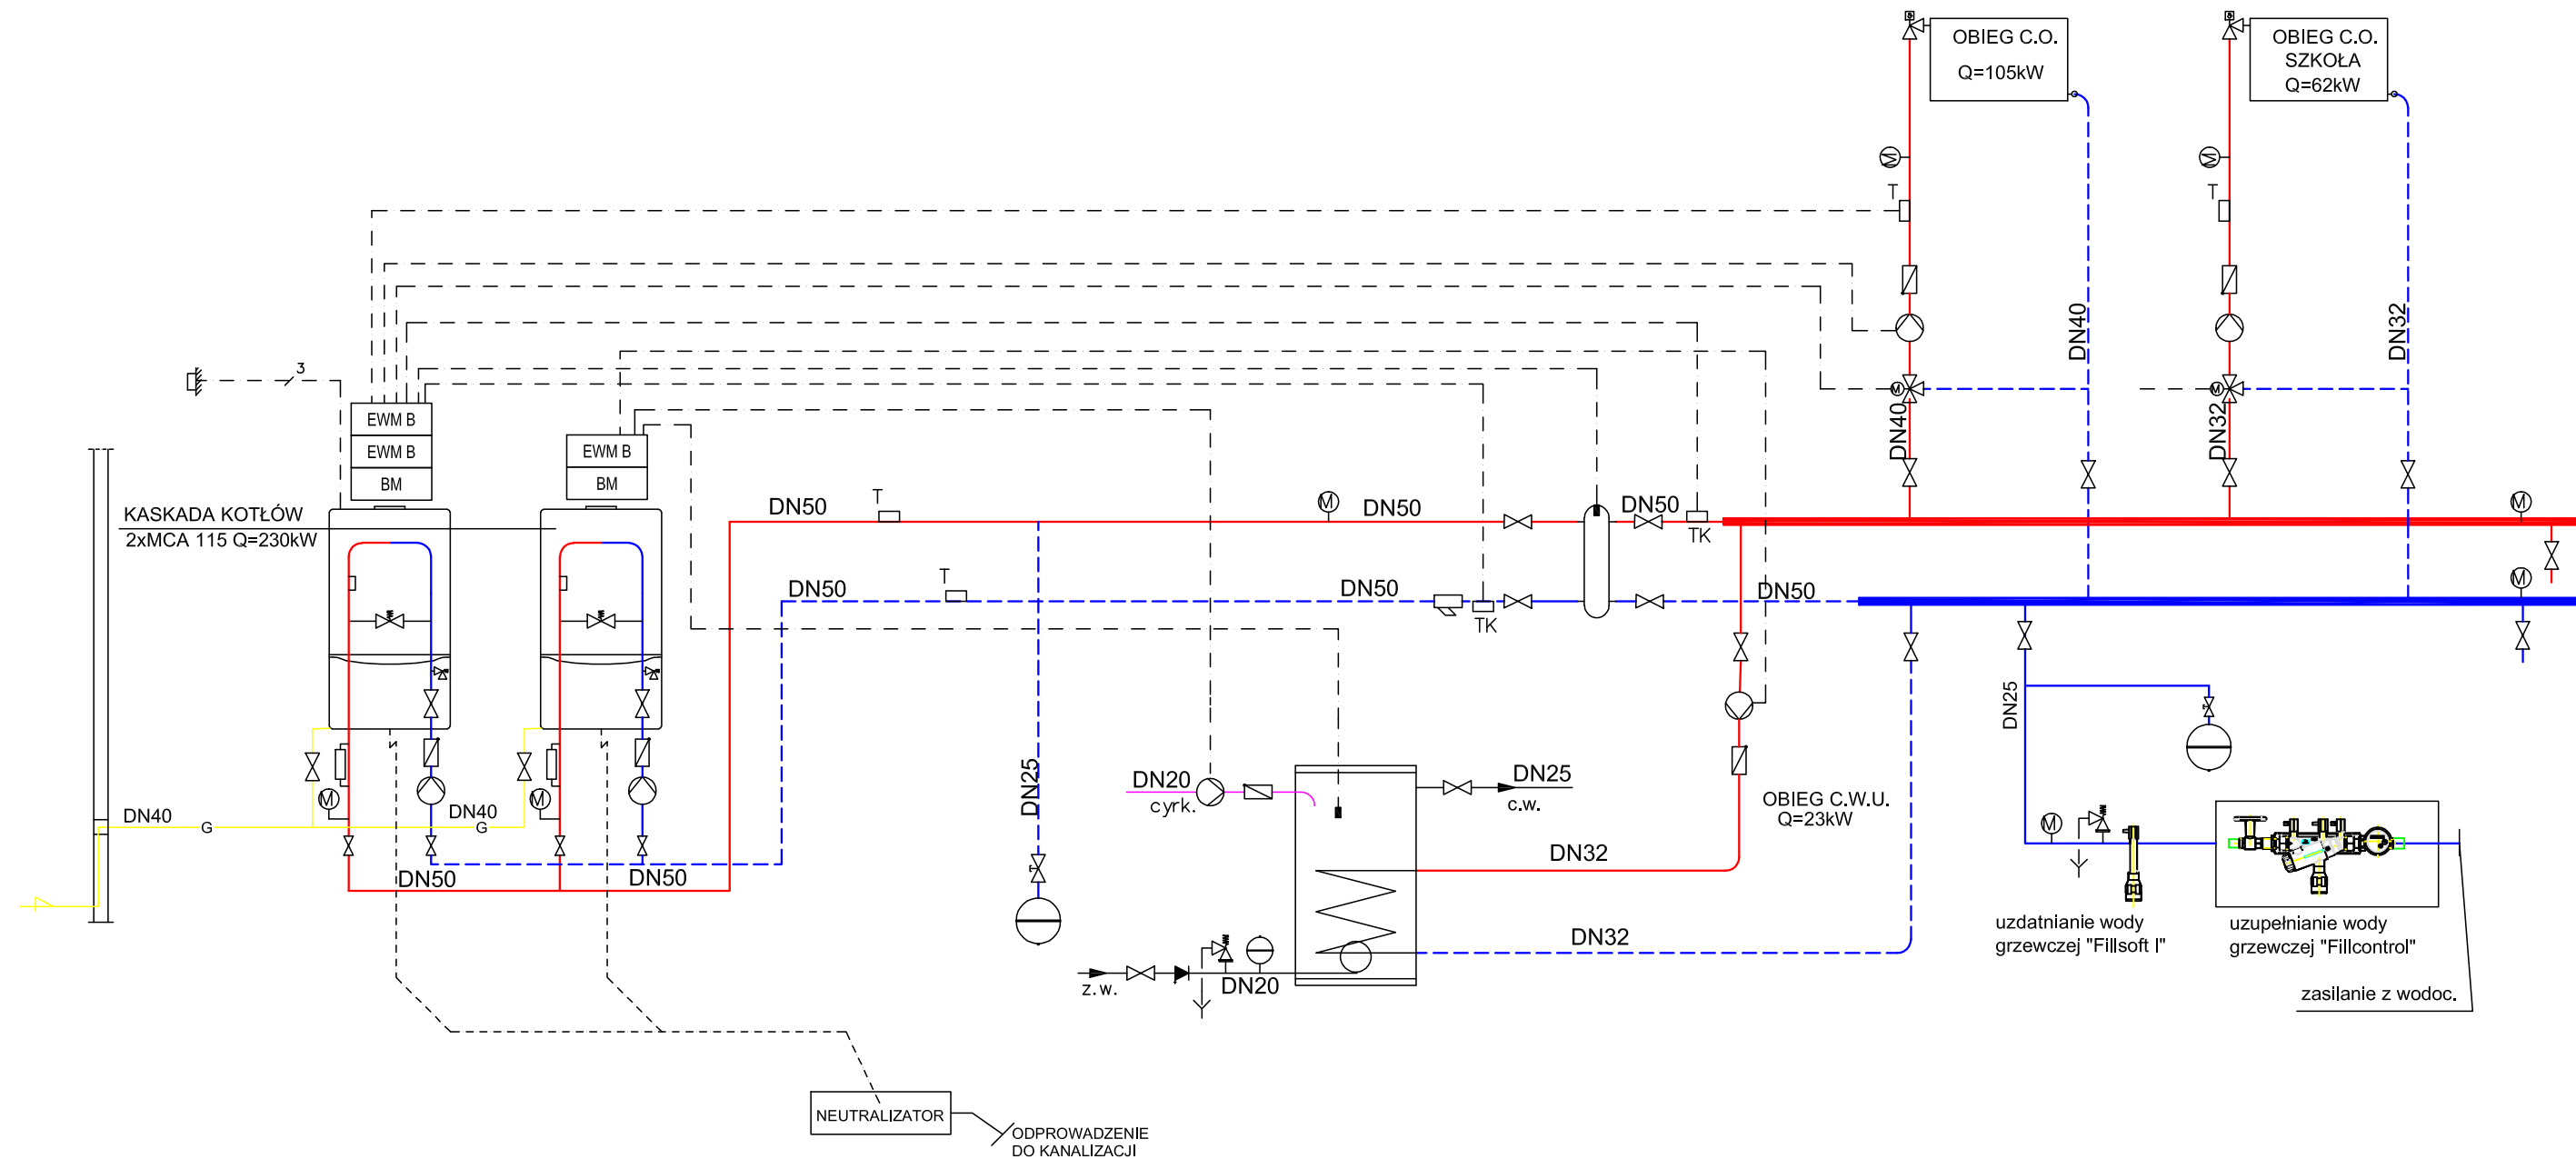 OBIEG C.O.
Q=105kW
OBIEG C.O.
SZKOŁA
Q=62kW
M
M
T
T
DN40
DN32
3
M
M
DN40
DN32
EWM B
EWM B
BM
EWM B
BM
KASKADA KOTŁÓW
2xMCA 115 Q=230kW
DN50
T
M
DN50
DN50
TK
M
DN50
T
DN50
TK
DN50
M
DN25
DN25
DN20
cyrk.
DN25
c.w.
OBIEG C.W.U.
Q=23kW
M
M
DN40
G
DN40
G
M
DN50
DN50
DN32
DN32
z.w.
DN20
uzdatnianie wody
grzewczej "Fillsoft I"
uzupełnianie wody
grzewczej "Fillcontrol"
zasilanie z wodoc.
NEUTRALIZATOR
ODPROWADZENIE
DO KANALIZACJI